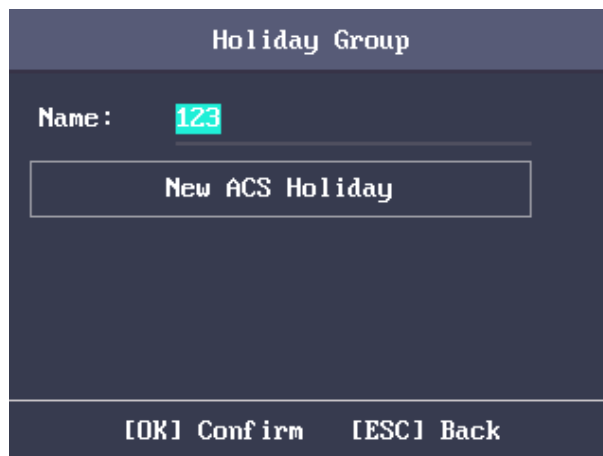 Holiday Group
Name: 123
New ACS Holiday
[OK] Confirm [ESC] Back